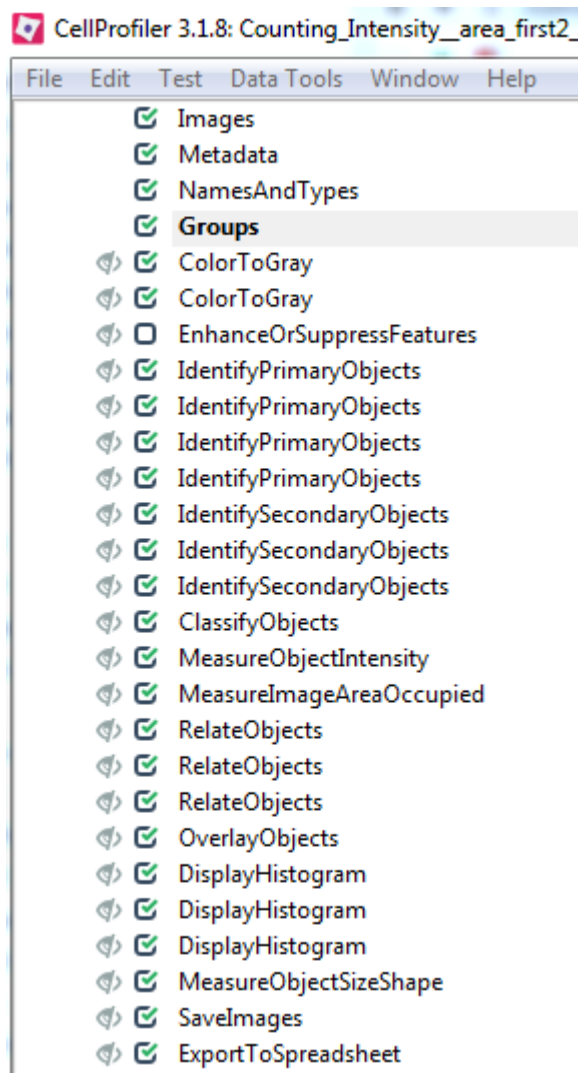 CellProfiler 3.1.8: Counting_Intensity__area_first2_
File Edit Test Data Tools Window Help
Images
Metadata
NamesAndTypes
Groups
ColorToGray
ColorToGray
EnhanceOrSuppressFeatures
IdentifyPrimaryObjects
IdentifyPrimaryObjects
IdentifyPrimaryObjects
IdentifyPrimaryObjects
IdentifySecondaryObjects
IdentifySecondaryObjects
IdentifySecondaryObjects
ClassifyObjects
MeasureObjectIntensity
MeasureImageAreaOccupied
RelateObjects
RelateObjects
RelateObjects
OverlayObjects
DisplayHistogram
DisplayHistogram
DisplayHistogram
MeasureObjectSizeShape
SaveImages
ExportToSpreadsheet